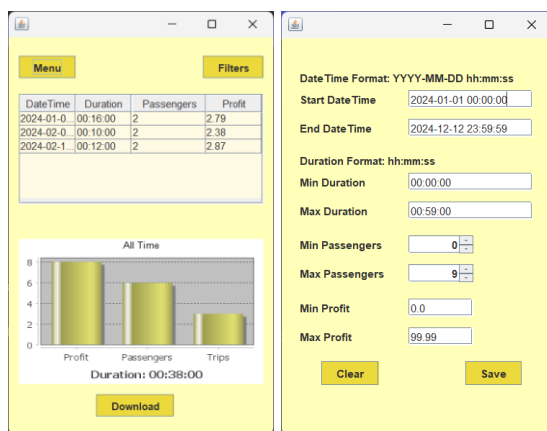 Menu Filters
DateTime Duration Passengers Profit
2024-01-0... 00:16:00 2 2.79
2024-02-0... 00:10:00 2 2.38
2024-02-1... 00:12:00 2 2.87
All Time
8
6
4
2
0
Profit Passengers Trips
Duration: 00:38:00
Download
DateTime Format: YYYY-MM-DD hh:mm:ss
Start DateTime 2024-01-01 00:00:00
End DateTime 2024-12-12 23:59:59
Duration Format: hh:mm:ss
Min Duration 00:00:00
Max Duration 00:59:00
Min Passengers 0
Max Passengers 9
Min Profit 0.0
Max Profit 99.99
Clear Save